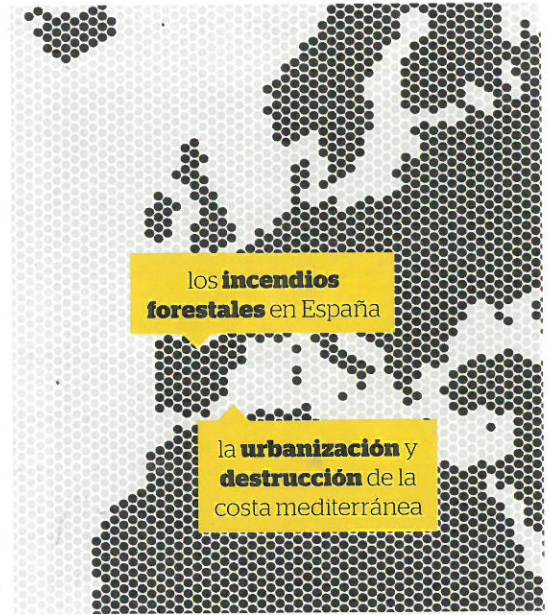 los incendios
forestales en España
la urbanización y
destrucción de la
costa mediterránea